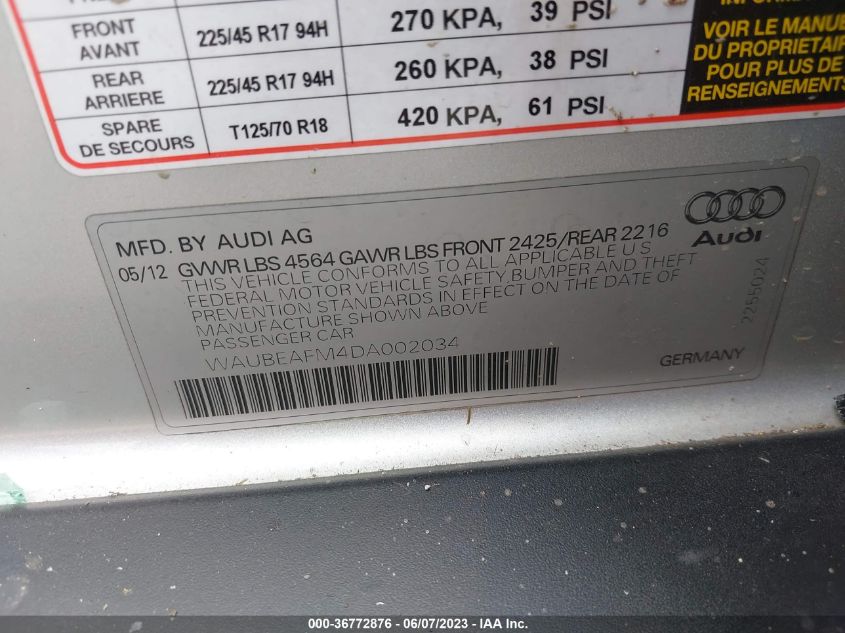 FRONT
AVANT
225/45 R17 94H
270 KPA, 39 PSI
REAR
ARRIERE
225/45 R17 94H
260 KPA, 38 PSI
SPARE
DE SECOURS
T125/70 R18
420 KPA, 61 PSI
VOIR LE MANUEL
DU PROPRIETAIRE
POUR PLUS DE
RENSEIGNEMENTS
MFD. BY AUDI AG
05/12 GVWR LBS 4564 GAWR LBS FRONT 2425/REAR 2216
THIS VEHICLE CONFORMS TO ALL APPLICABLE U S
FEDERAL MOTOR VEHICLE SAFETY,BUMPER AND THEFT
PREVENTION STANDARDS IN EFFECT ON THE DATE OF
MANUFACTURE SHOWN ABOVE
PASSENGER CAR
WAUBEAFM4DA002034
Audi
2255024
GERMANY
000-36772876 - 06/07/2023 - IAA Inc.